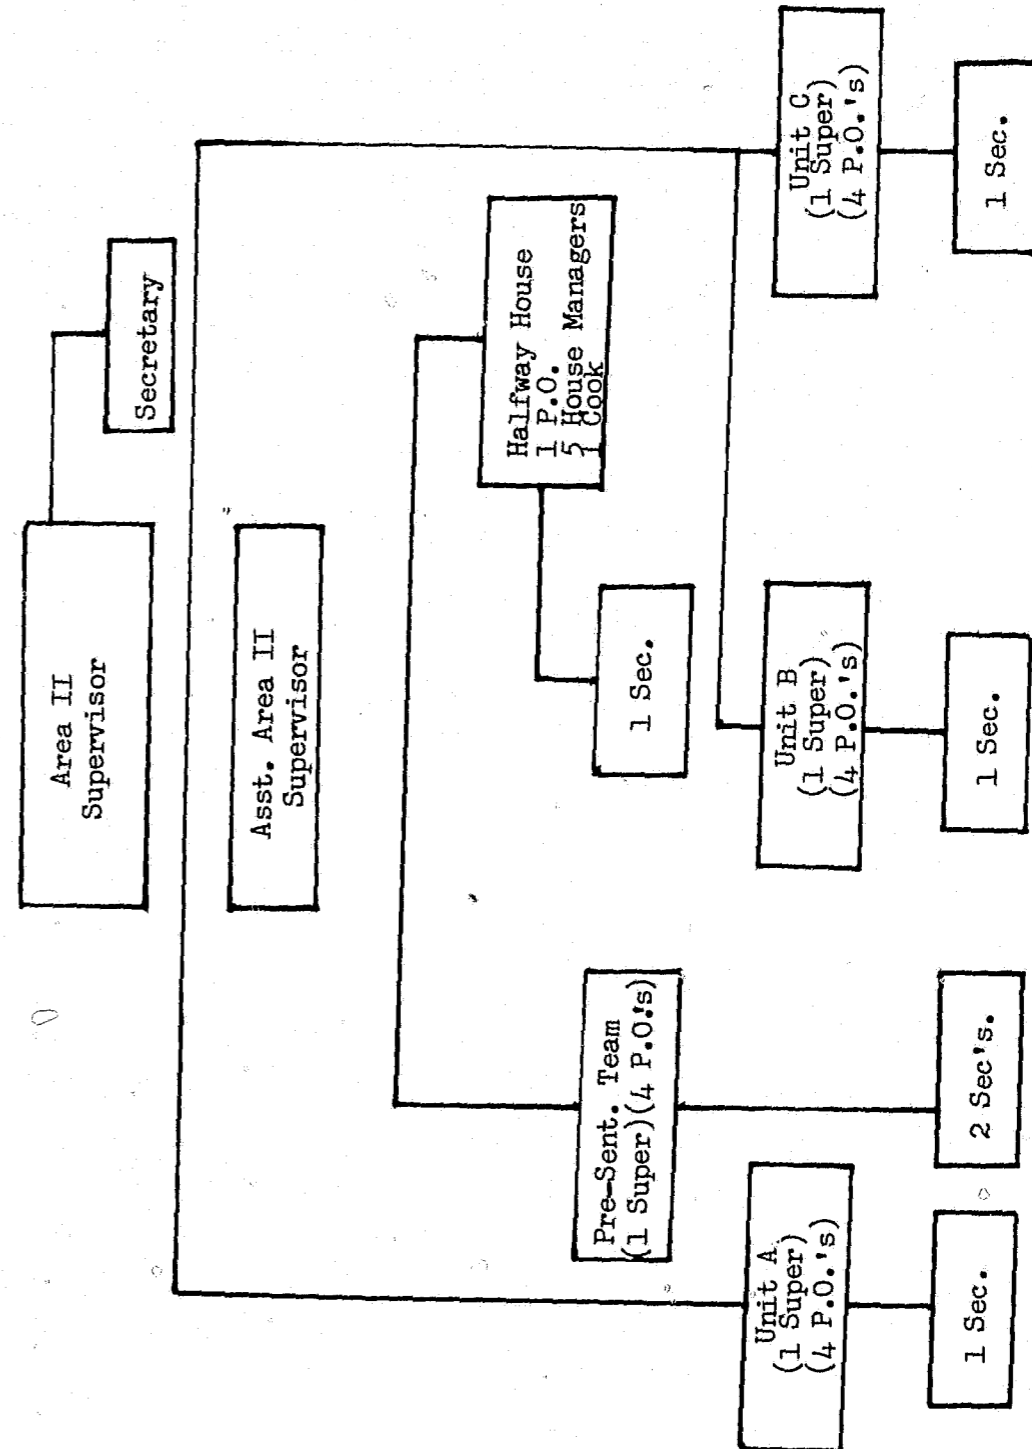 Area II
Supervisor
Secretary
Asst. Area II
Supervisor
Halfway House
1 P.O.
5 House Managers
1 Cook
Pre-Sent. Team
(1 Super)(4 P.O.'s)
1 Sec.
Unit A
(1 Super)
(4 P.O.'s)
Unit B
(1 Super)
(4 P.O.'s)
Unit C
(1 Super)
(4 P.O.'s)
1 Sec.
2 Sec's.
1 Sec.
1 Sec.